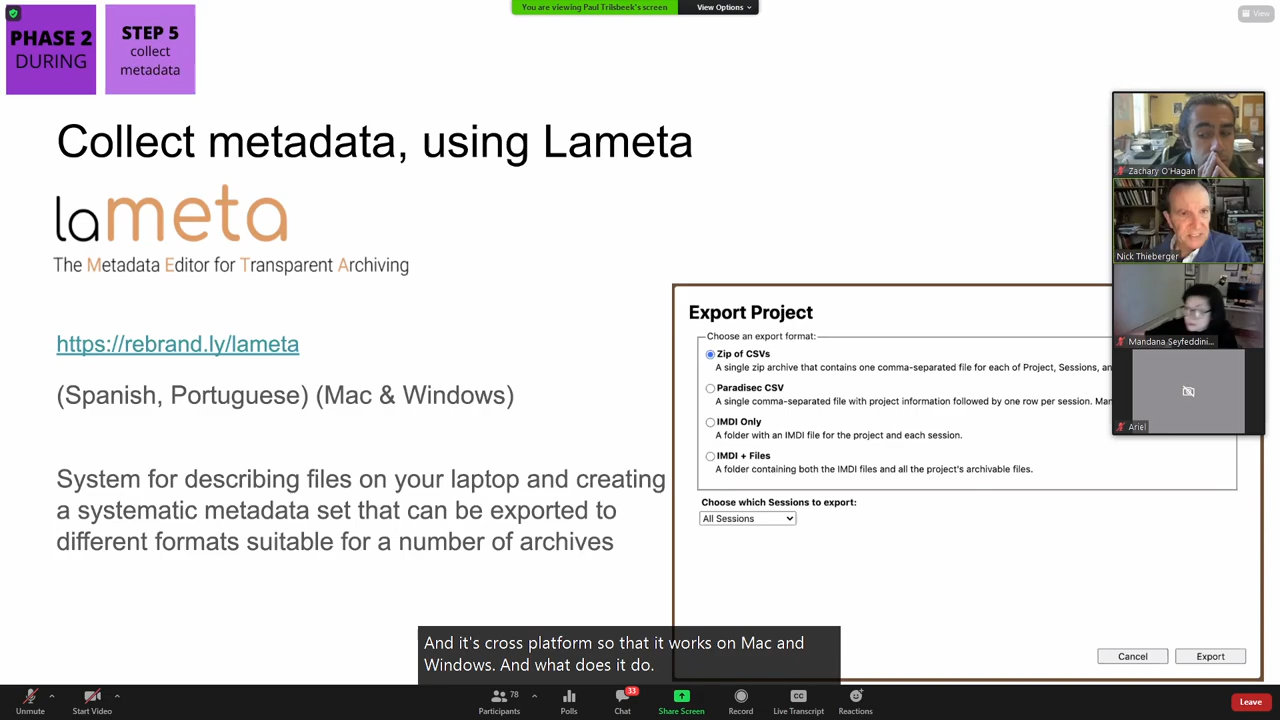 You are viewing Paul Trilsbeek's screen
View Options
View
PHASE 2
DURING
STEP 5
collect
metadata
Collect metadata, using Lameta
lameta
The Metadata Editor for Transparent Archiving
https://rebrand.ly/lameta
(Spanish, Portuguese) (Mac & Windows)
System for describing files on your laptop and creating
a systematic metadata set that can be exported to
different formats suitable for a number of archives
Export Project
Choose an export format:
Zip of CSVs
A single zip archive that contains one comma-separated file for each of Project, Sessions, an
Paradisec CSV
A single comma-separated file with project information followed by one row per session. Man
IMDI Only
A folder with an IMDI file for the project and each session.
IMDI + Files
A folder containing both the IMDI files and all the project's archivable files.
Choose which Sessions to export:
All Sessions
Cancel
Export
Zachary O'Hagan
Nick Thieberger
Mandana Seyfeddini...
Ariel
And it's cross platform so that it works on Mac and
Windows. And what does it do.
Unmute
Start Video
78
Participants
Polls
33
Chat
Share Screen
Record
CC
Live Transcript
Reactions
Leave